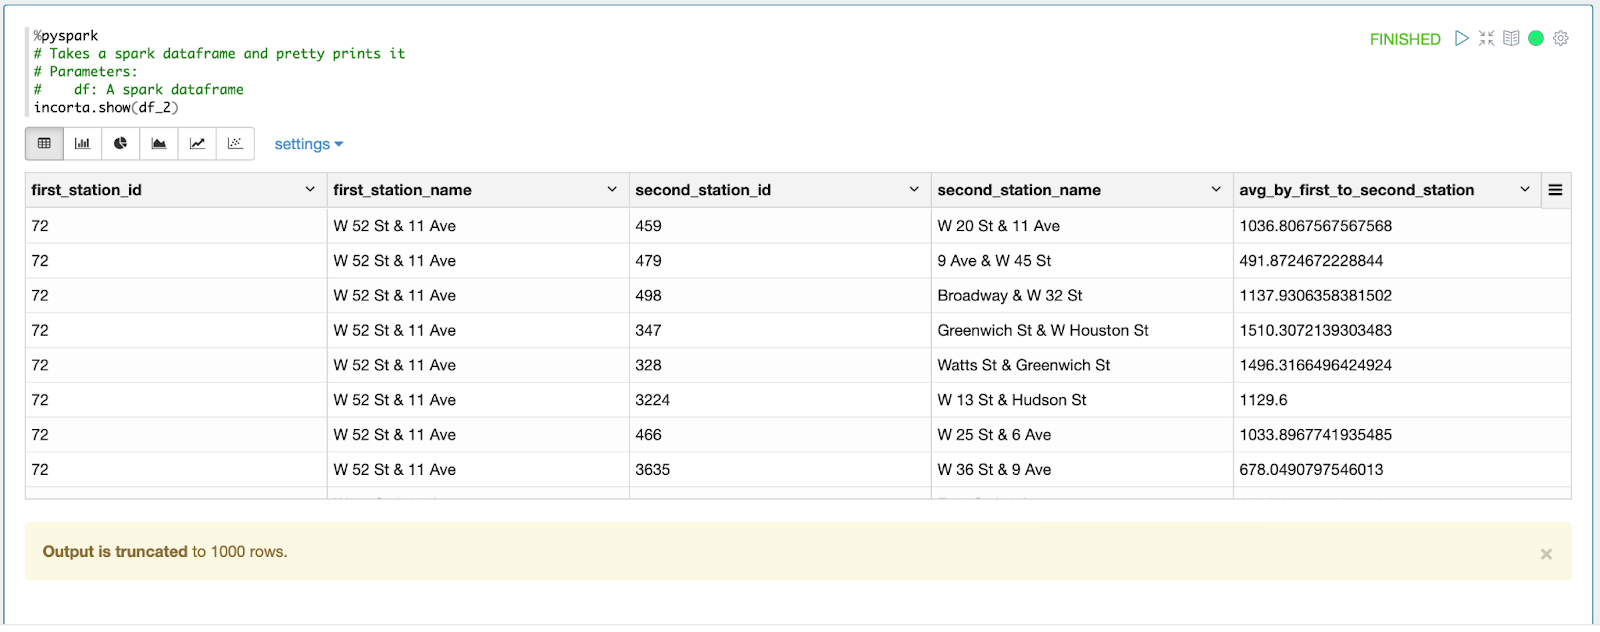 %pyspark
# Takes a spark dataframe and pretty prints it
# Parameters:
#    df: A spark dataframe
incorta.show(df_2)
FINISHED
settings
first_station_id first_station_name second_station_id second_station_name avg_by_first_to_second_station
72 W 52 St & 11 Ave 459 W 20 St & 11 Ave 1036.8067567567568
72 W 52 St & 11 Ave 479 9 Ave & W 45 St 491.8724672228844
72 W 52 St & 11 Ave 498 Broadway & W 32 St 1137.9306358381502
72 W 52 St & 11 Ave 347 Greenwich St & W Houston St 1510.3072139303483
72 W 52 St & 11 Ave 328 Watts St & Greenwich St 1496.3166496424924
72 W 52 St & 11 Ave 3224 W 13 St & Hudson St 1129.6
72 W 52 St & 11 Ave 466 W 25 St & 6 Ave 1033.8967741935485
72 W 52 St & 11 Ave 3635 W 36 St & 9 Ave 678.0490797546013
Output is truncated to 1000 rows.